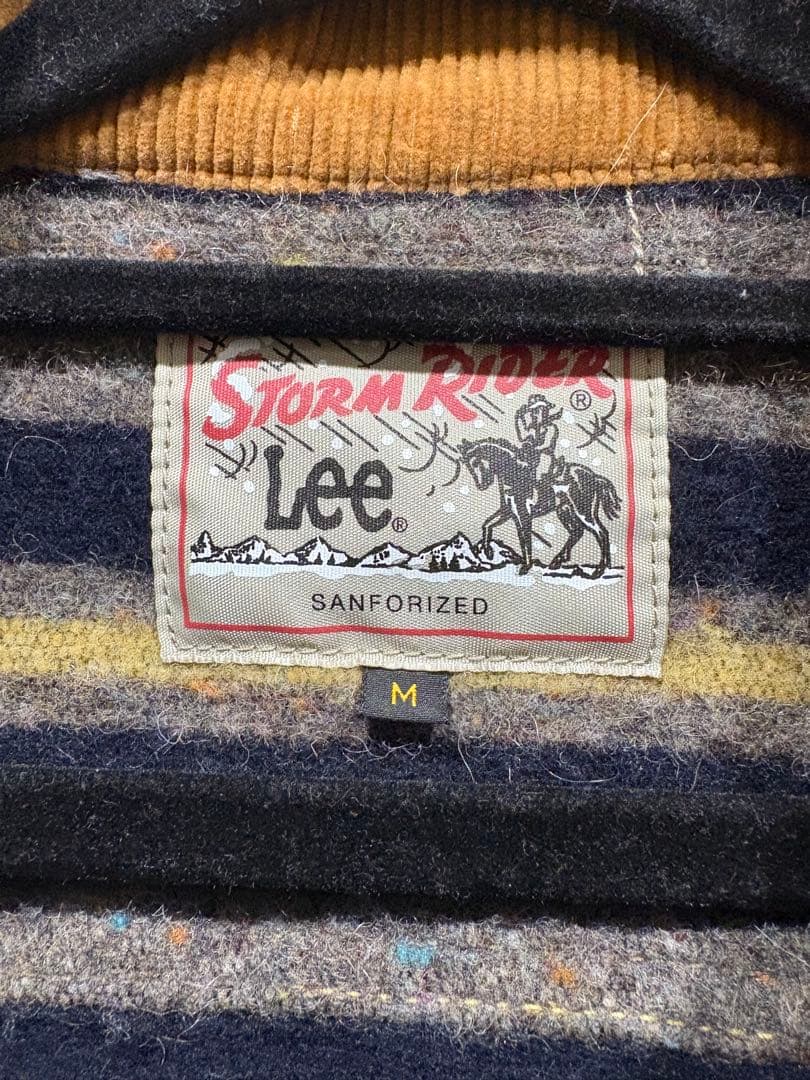 STORM RIDER ®
Lee ®
SANFORIZED
M